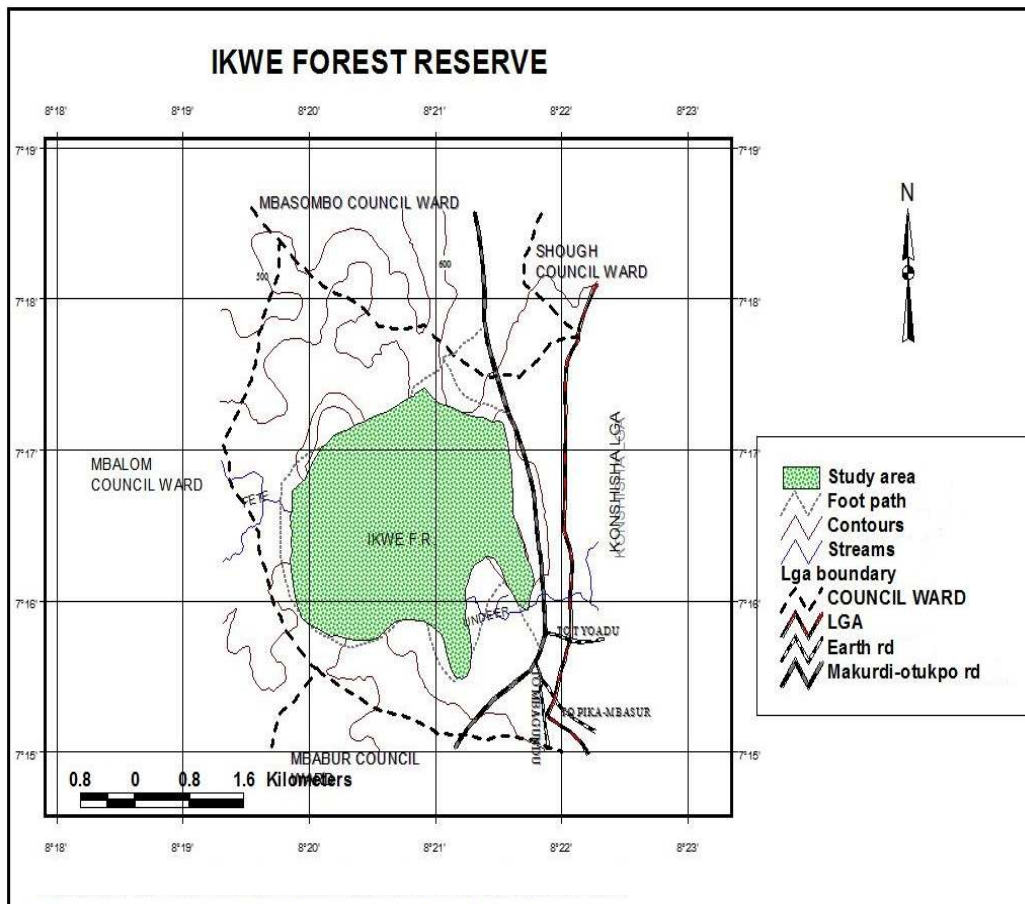 IKWE FOREST RESERVE
8°18' 8°19' 8°20' 8°21' 8°22' 8°23'
7°19' 7°19'
MBASOMBO COUNCIL WARD
N
SHOUGH
COUNCIL WARD
600
500
7°18' 7°18'
KONSHISHA LGA
7°17' 7°17'
MBALOM
COUNCIL WARD
FETE
IKWE F.R
Study area
Foot path
Contours
Streams
Lga boundary
COUNCIL WARD
LGA
Earth rd
Makurdi-otukpo rd
7°16' 7°16'
UNDEER
TO TYOADU
TO MBAGUNDU
TO PIKA-MBASUR
7°15' 7°15'
MBABUR COUNCIL
WARD
0.8 0 0.8 1.6 Kilometers
8°18' 8°19' 8°20' 8°21' 8°22' 8°23'